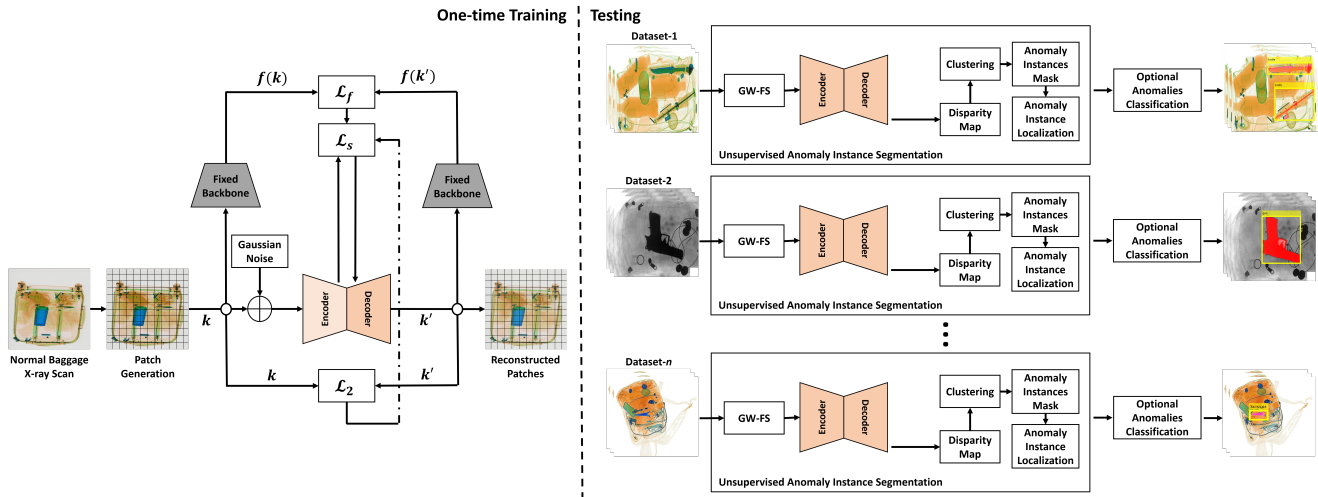 One-time Training
Testing
f(k)
f(k′)
ℒf
ℒs
Fixed
Backbone
Fixed
Backbone
Gaussian
Noise
Encoder
Decoder
k
k′
k
k′
ℒ2
Normal Baggage
X-ray Scan
Patch
Generation
Reconstructed
Patches
Dataset-1
GW-FS
Encoder
Decoder
Disparity
Map
Clustering
Anomaly
Instances
Mask
Anomaly
Instance
Localization
Unsupervised Anomaly Instance Segmentation
Optional
Anomalies
Classification
Dataset-2
GW-FS
Encoder
Decoder
Disparity
Map
Clustering
Anomaly
Instances
Mask
Anomaly
Instance
Localization
Unsupervised Anomaly Instance Segmentation
Optional
Anomalies
Classification
Dataset-n
GW-FS
Encoder
Decoder
Disparity
Map
Clustering
Anomaly
Instances
Mask
Anomaly
Instance
Localization
Unsupervised Anomaly Instance Segmentation
Optional
Anomalies
Classification